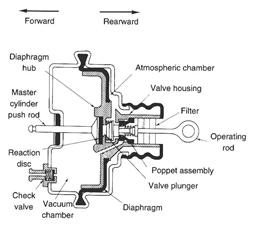 Forward
Rearward
Diaphragm
hub
Atmospheric chamber
Valve housing
Master
cylinder
push rod
Filter
Reaction
disc
Operating
rod
Check
valve
Vacuum
chamber
Poppet assembly
Valve plunger
Diaphragm